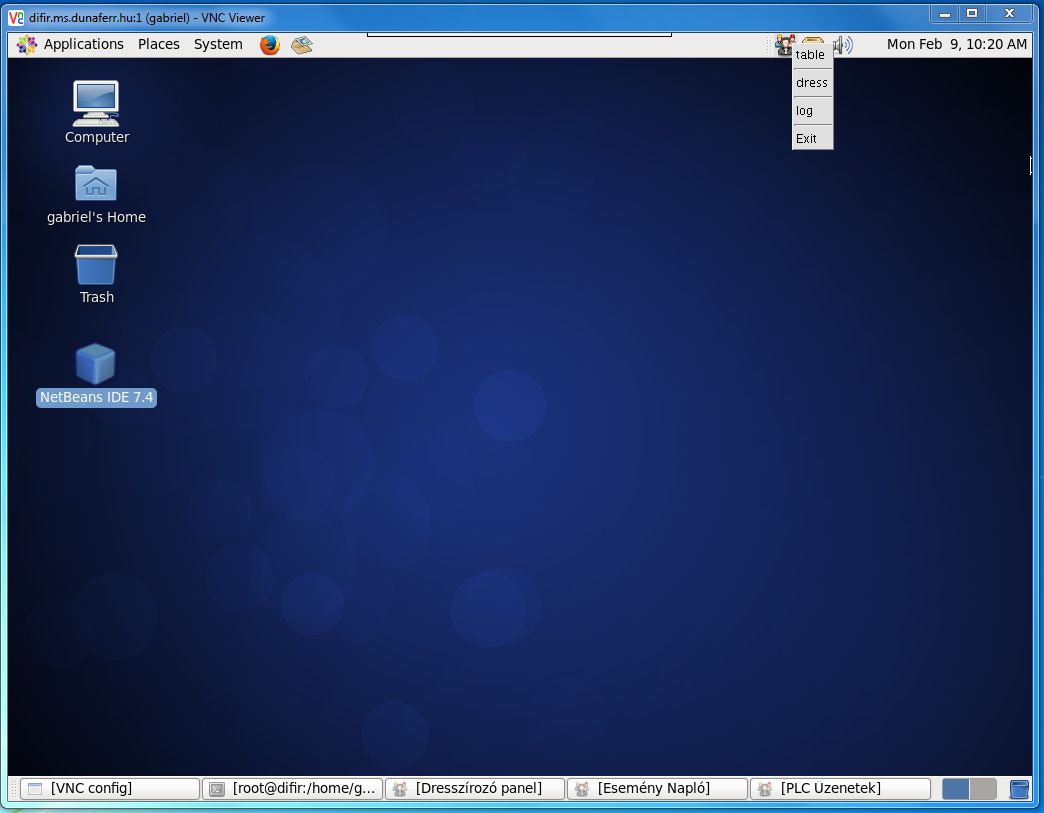 difir.ms.dunaferr.hu:1 (gabriel) - VNC Viewer
Applications Places System Mon Feb 9, 10:20 AM
table
dress
log
Exit
Computer
gabriel's Home
Trash
NetBeans IDE 7.4
[VNC config] [root@difir:/home/g... [Dresszírozó panel] [Esemény Napló] [PLC Üzenetek]